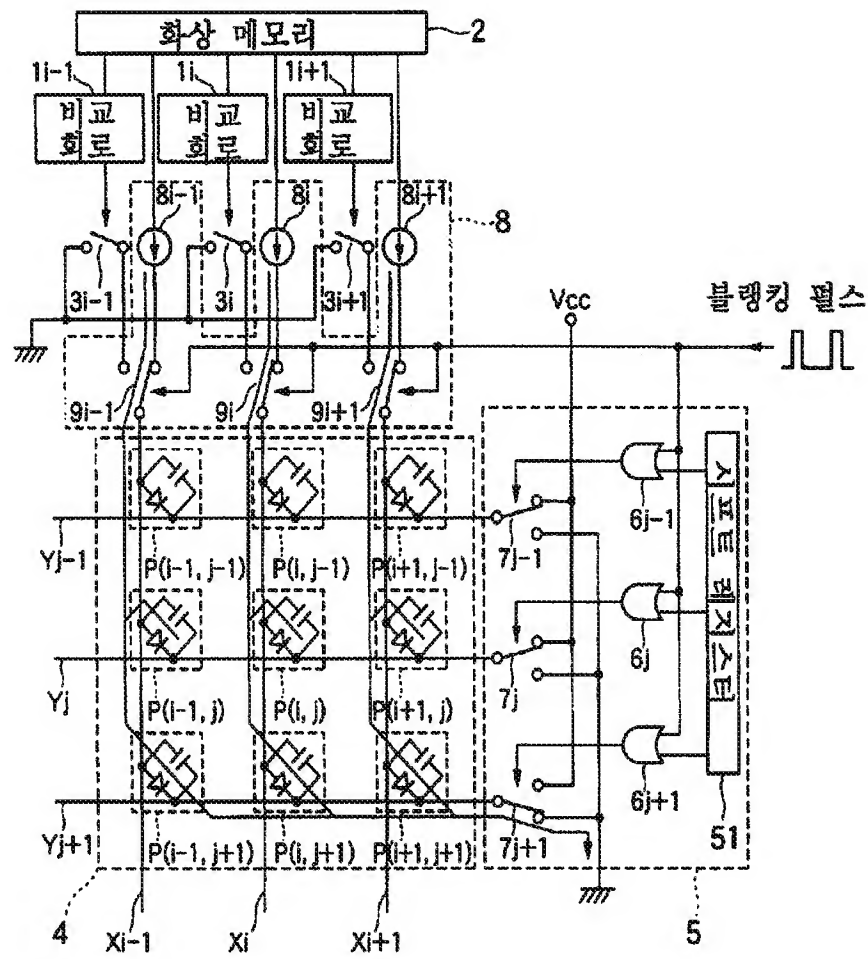 화상 메모리
2
1i-1
1i
1i+1
비교
회로
비교
회로
비교
회로
8i-1
8i
8i+1
8
3i-1
3i
3i+1
Vcc
블랭킹 펄스
9i-1
9i
9i+1
6j-1
Yj-1
P(i-1, j-1)
P(i, j-1)
P(i+1, j-1)
7j-1
시프트 레지스터
6j
Yj
P(i-1, j)
P(i, j)
P(i+1, j)
7j
6j+1
51
Yj+1
P(i-1, j+1)
P(i, j+1)
P(i+1, j+1)
7j+1
4
Xi-1
Xi
Xi+1
5